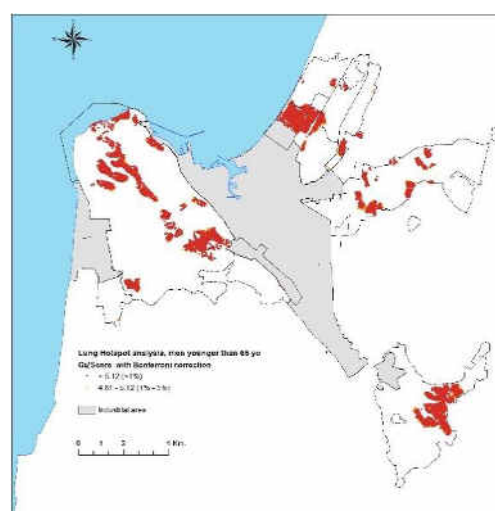 Lung Hotspot analysis, men younger than 65 yo
Gi/Score with Bonferroni correction
> 5.12 (<1%)
4.81 - 5.12 (1% - 5%)
Industrial area
0 1 2 4 Km.